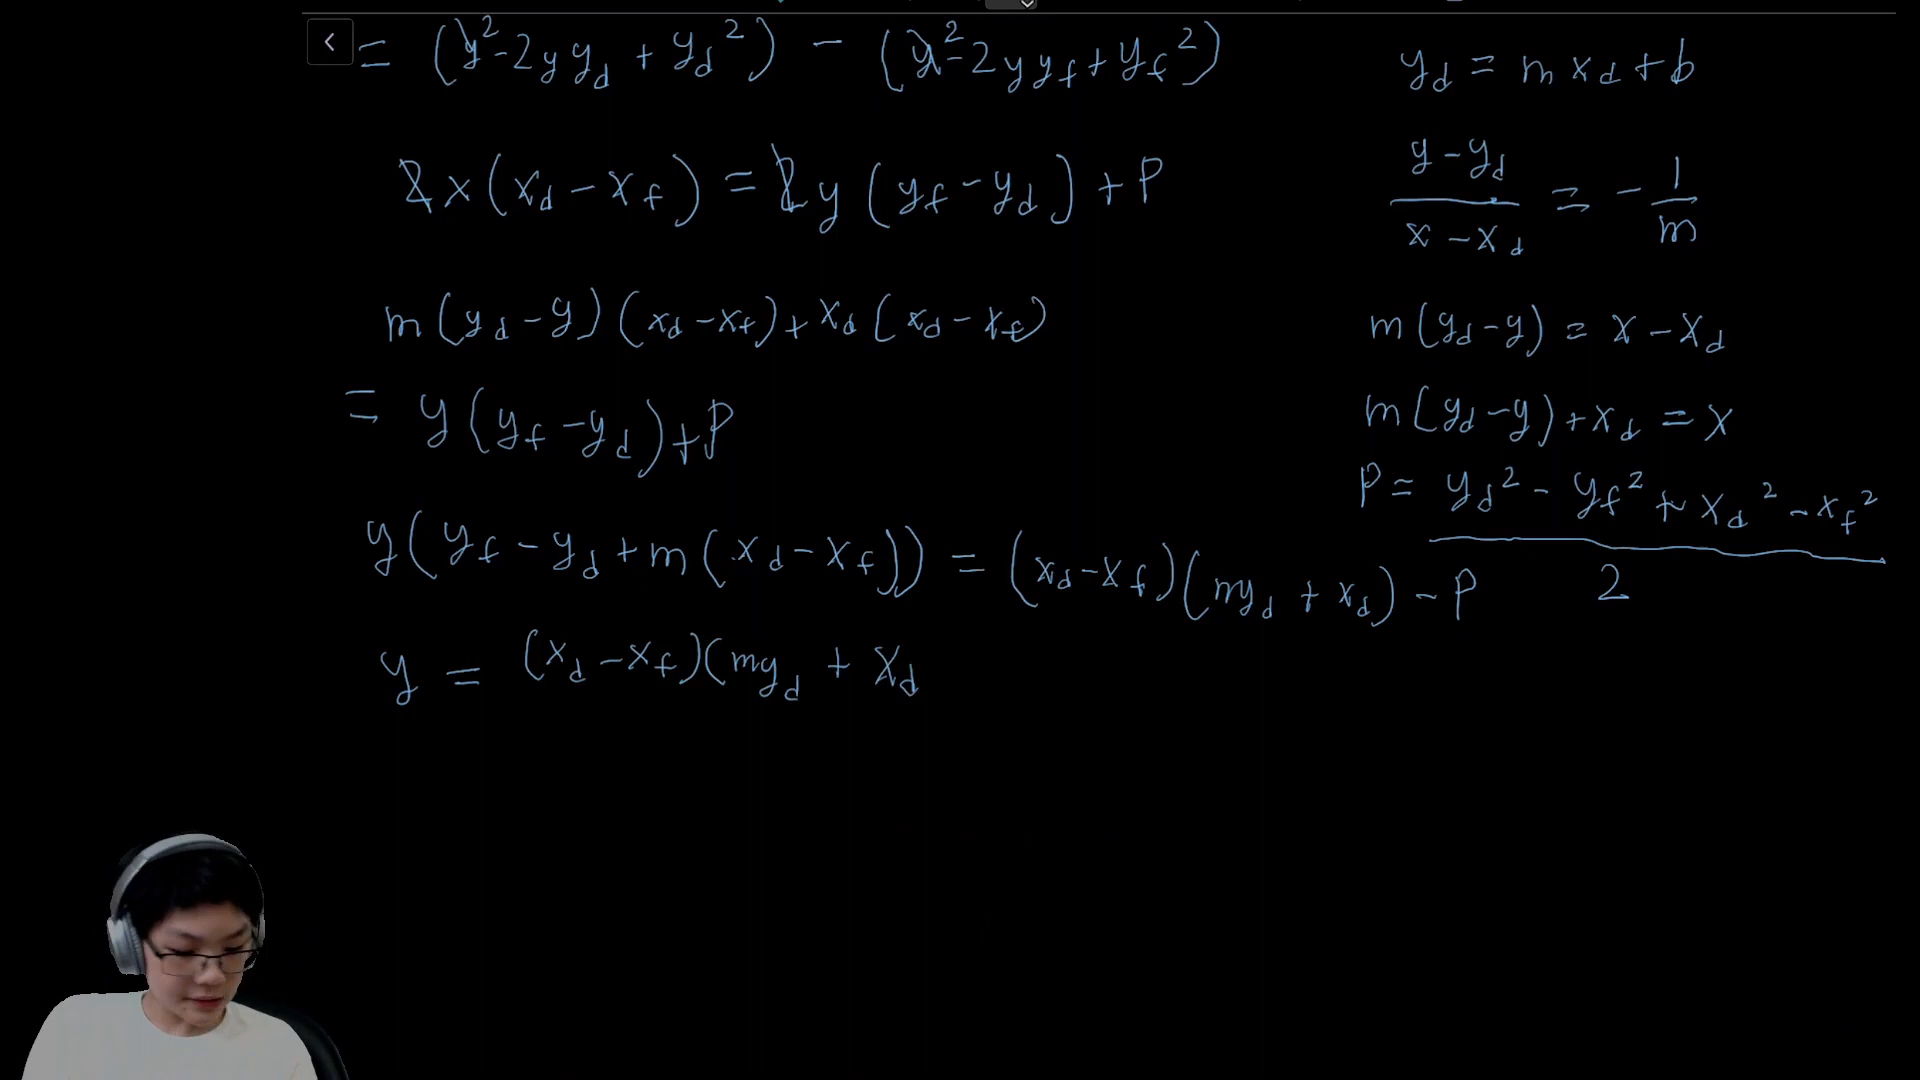 = (y²-2yy_d + y_d²) - (y²-2yy_f + y_f²)
2x(x_d - x_f) = 2y(y_f - y_d) + P
m(y_d - y)(x_d - x_f) + x_d(x_d - x_f)
= y(y_f - y_d) + P
y(y_f - y_d + m(x_d - x_f)) = (x_d - x_f)(my_d + x_d) - P
y = (x_d - x_f)(my_d + x_d
y_d = m x_d + b
(y - y_d)/(x - x_d) = -1/m
m(y_d - y) = x - x_d
m(y_d - y) + x_d = x
P = (y_d² - y_f² + x_d² - x_f²)/2